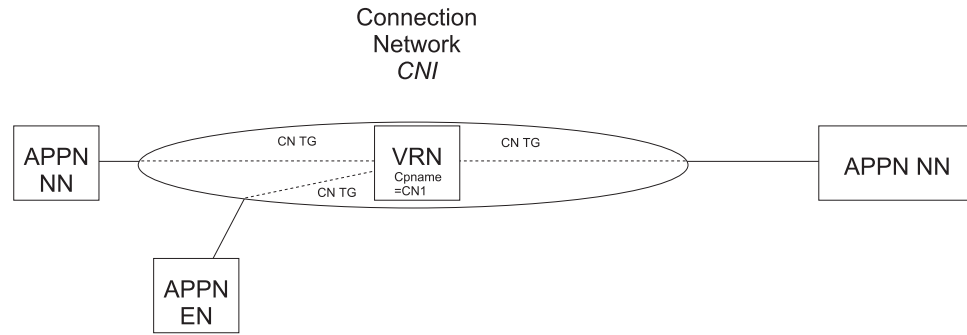 Connection
Network
CNI
CN TG
CN TG
APPN
NN
VRN
Cpname
=CN1
APPN NN
CN TG
APPN
EN